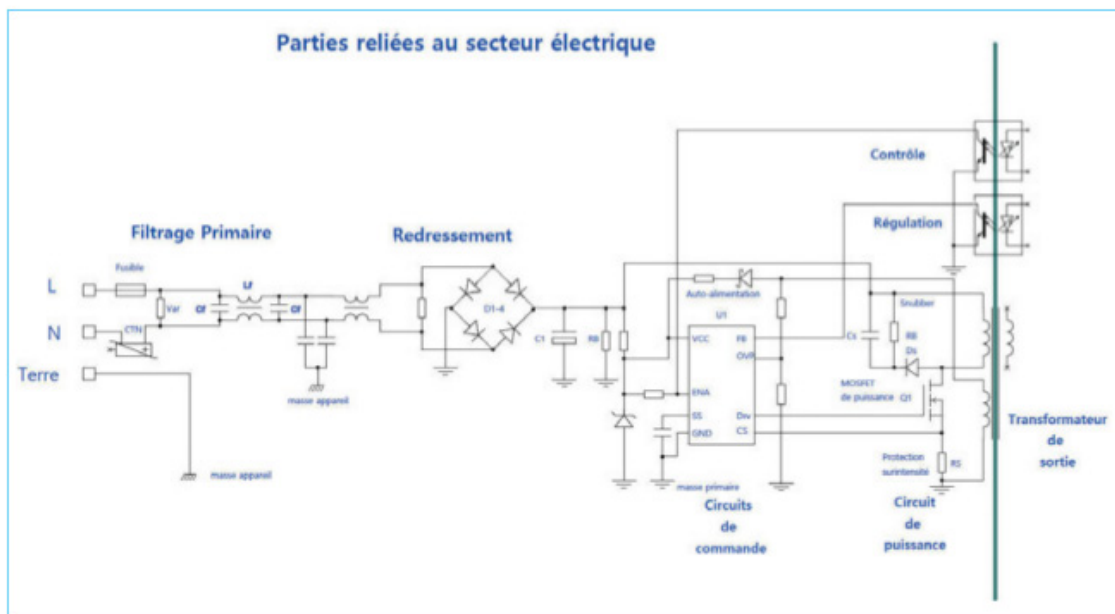 Parties reliées au secteur électrique
Contrôle
Régulation
Filtrage Primaire
Redressement
Fusible
L
Lf
Var
Cf
Cf
N
CTN
Terre
masse appareil
masse appareil
D1-4
C1
RB
Auto alimentation
U1
VCC
FB
OVP
ENA
SS
Drv
GND
CS
masse primaire
Circuits
de
commande
Snubber
Cs
RB
Ds
MOSFET
de puissance
Q1
Protection
surintensité
RS
Circuit
de
puissance
Transformateur
de
sortie